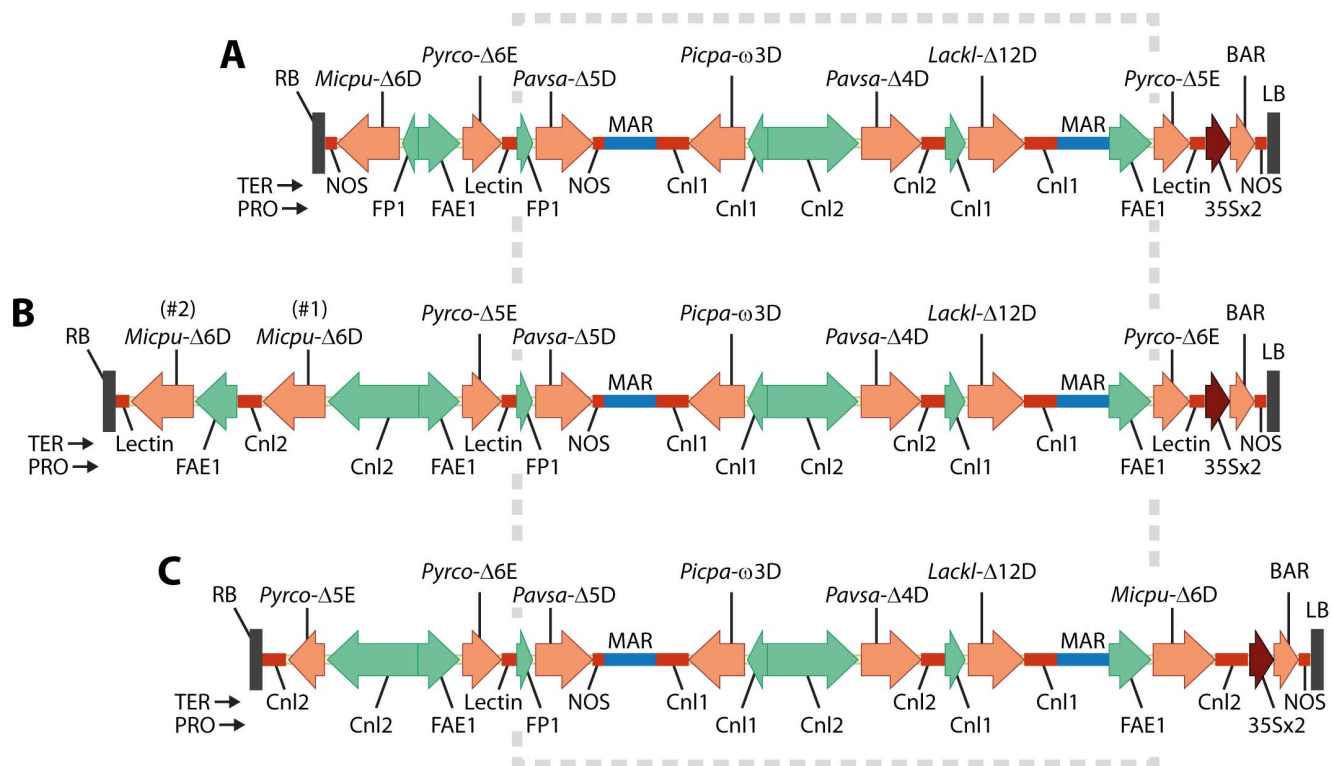 A
RB
Micpu-Δ6D
Pyrco-Δ6E
Pavsa-Δ5D
MAR
Picpa-ω3D
Pavsa-Δ4D
Lackl-Δ12D
MAR
Pyrco-Δ5E
BAR
LB
TER → NOS Lectin NOS Cnl1 Cnl2 Cnl1 Lectin NOS
PRO → FP1 FAE1 FP1 Cnl1 Cnl2 Cnl1 FAE1 35Sx2
B
RB
(#2)
Micpu-Δ6D
(#1)
Micpu-Δ6D
Pyrco-Δ5E
Pavsa-Δ5D
MAR
Picpa-ω3D
Pavsa-Δ4D
Lackl-Δ12D
MAR
Pyrco-Δ6E
BAR
LB
TER → Lectin Cnl2 Lectin NOS Cnl1 Cnl2 Cnl1 Lectin NOS
PRO → FAE1 Cnl2 FAE1 FP1 Cnl1 Cnl2 Cnl1 FAE1 35Sx2
C
RB
Pyrco-Δ5E
Pyrco-Δ6E
Pavsa-Δ5D
MAR
Picpa-ω3D
Pavsa-Δ4D
Lackl-Δ12D
MAR
Micpu-Δ6D
BAR
LB
TER → Cnl2 Lectin NOS Cnl1 Cnl2 Cnl1 Cnl2 NOS
PRO → Cnl2 FAE1 FP1 Cnl1 Cnl2 Cnl1 FAE1 35Sx2